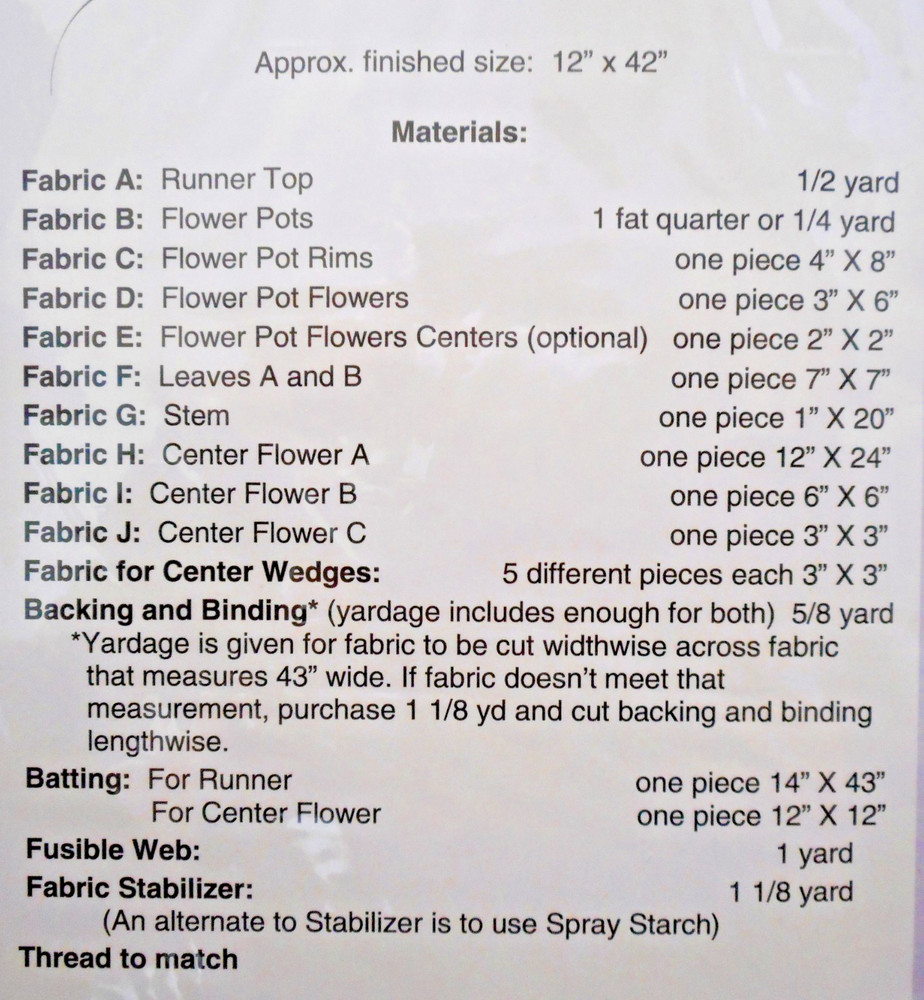 Approx. finished size: 12” x 42”
Materials:
Fabric A: Runner Top 1/2 yard
Fabric B: Flower Pots 1 fat quarter or 1/4 yard
Fabric C: Flower Pot Rims one piece 4” X 8”
Fabric D: Flower Pot Flowers one piece 3” X 6”
Fabric E: Flower Pot Flowers Centers (optional) one piece 2” X 2”
Fabric F: Leaves A and B one piece 7” X 7”
Fabric G: Stem one piece 1” X 20”
Fabric H: Center Flower A one piece 12” X 24”
Fabric I: Center Flower B one piece 6” X 6”
Fabric J: Center Flower C one piece 3” X 3”
Fabric for Center Wedges: 5 different pieces each 3” X 3”
Backing and Binding* (yardage includes enough for both) 5/8 yard
*Yardage is given for fabric to be cut widthwise across fabric
that measures 43” wide. If fabric doesn’t meet that
measurement, purchase 1 1/8 yd and cut backing and binding
lengthwise.
Batting: For Runner one piece 14” X 43”
For Center Flower one piece 12” X 12”
Fusible Web: 1 yard
Fabric Stabilizer: 1 1/8 yard
(An alternate to Stabilizer is to use Spray Starch)
Thread to match